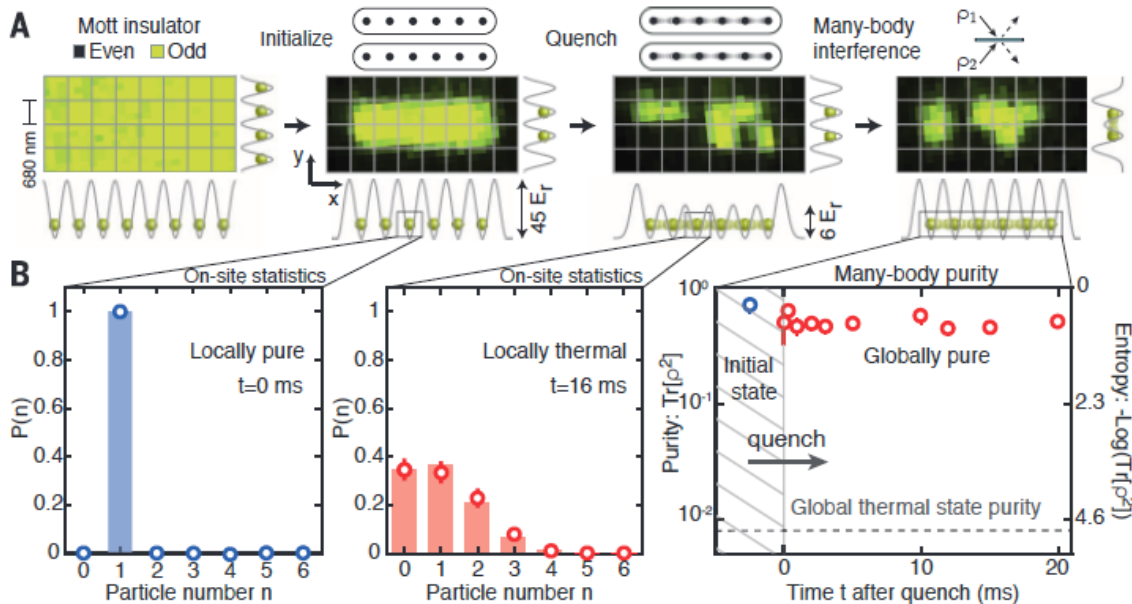 A
Mott insulator
Even Odd
Initialize
Quench
Many-body
interference
ρ1
ρ2
680 nm
y
x
45 Er
6 Er
B
On-site statistics
1
0.8
0.6
0.4
0.2
0
P(n)
Locally pure
t=0 ms
0 1 2 3 4 5 6
Particle number n
On-site statistics
1
0.8
0.6
0.4
0.2
0
P(n)
Locally thermal
t=16 ms
0 1 2 3 4 5 6
Particle number n
Many-body purity
10⁰
10⁻¹
10⁻²
Purity: Tr[ρ²]
Initial
state
Globally pure
quench
Global thermal state purity
0
2.3
4.6
Entropy: -Log(Tr[ρ²])
0 10 20
Time t after quench (ms)